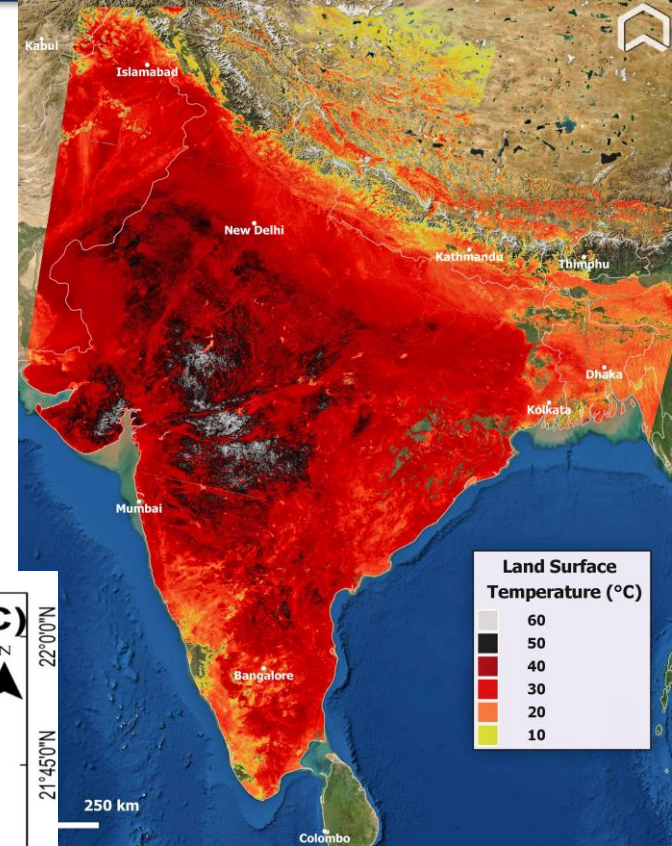 Kabul
Islamabad
New Delhi
Kathmandu
Thimphu
Dhaka
Kolkata
Mumbai
Bangalore
Colombo
250 km
Land Surface
Temperature (°C)
60
50
40
30
20
10
C)
N
22°0'0"N
21°45'0"N